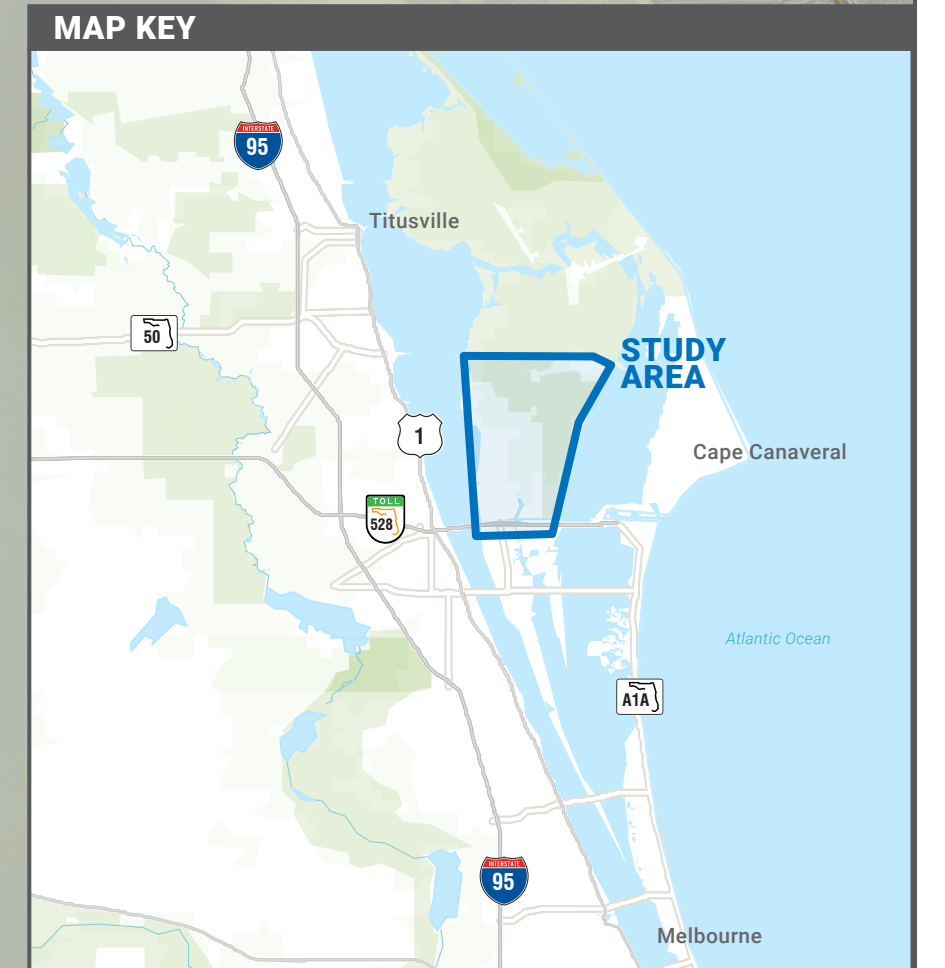 MAP KEY
INTERSTATE
95
Titusville
50
STUDY
AREA
1
Cape Canaveral
TOLL
528
Atlantic Ocean
A1A
INTERSTATE
95
Melbourne